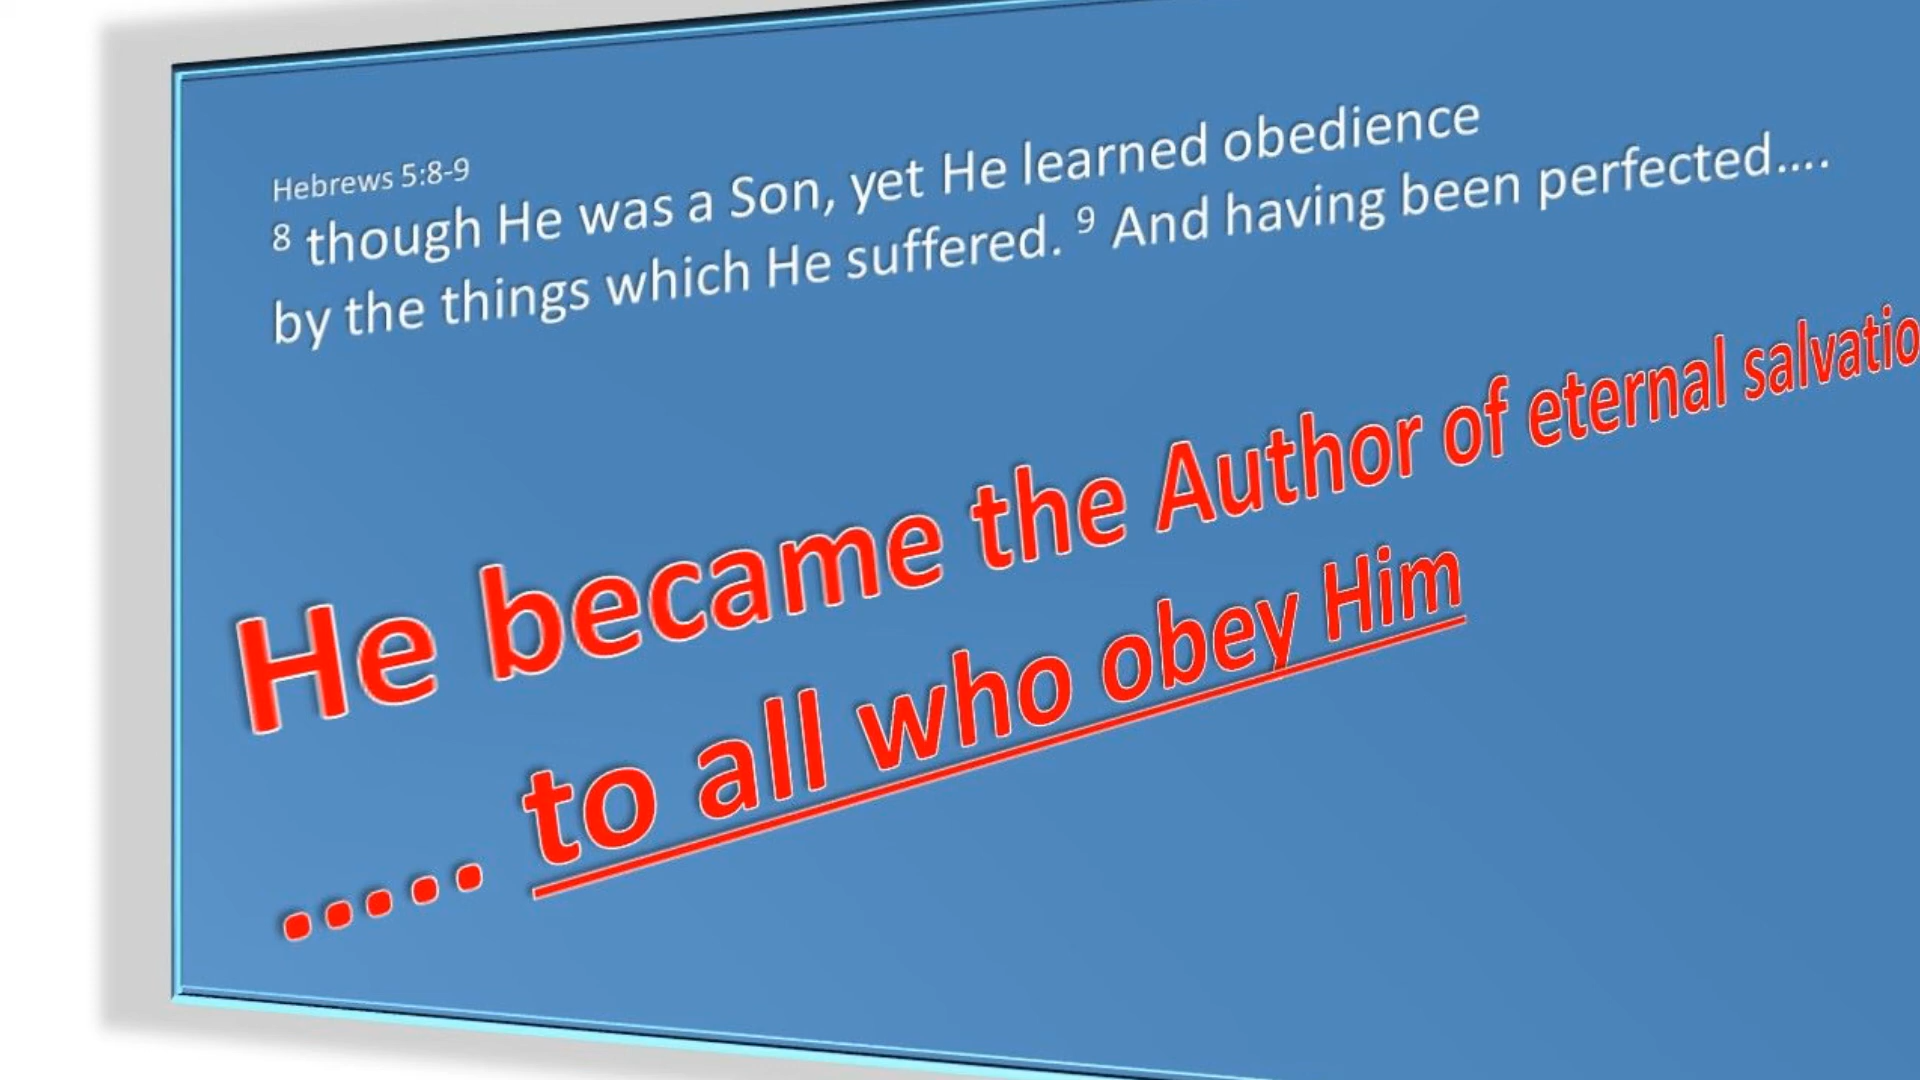 Hebrews 5:8-9
8 though He was a Son, yet He learned obedience
by the things which He suffered. 9 And having been perfected....
He became the Author of eternal salvatio
..... to all who obey Him